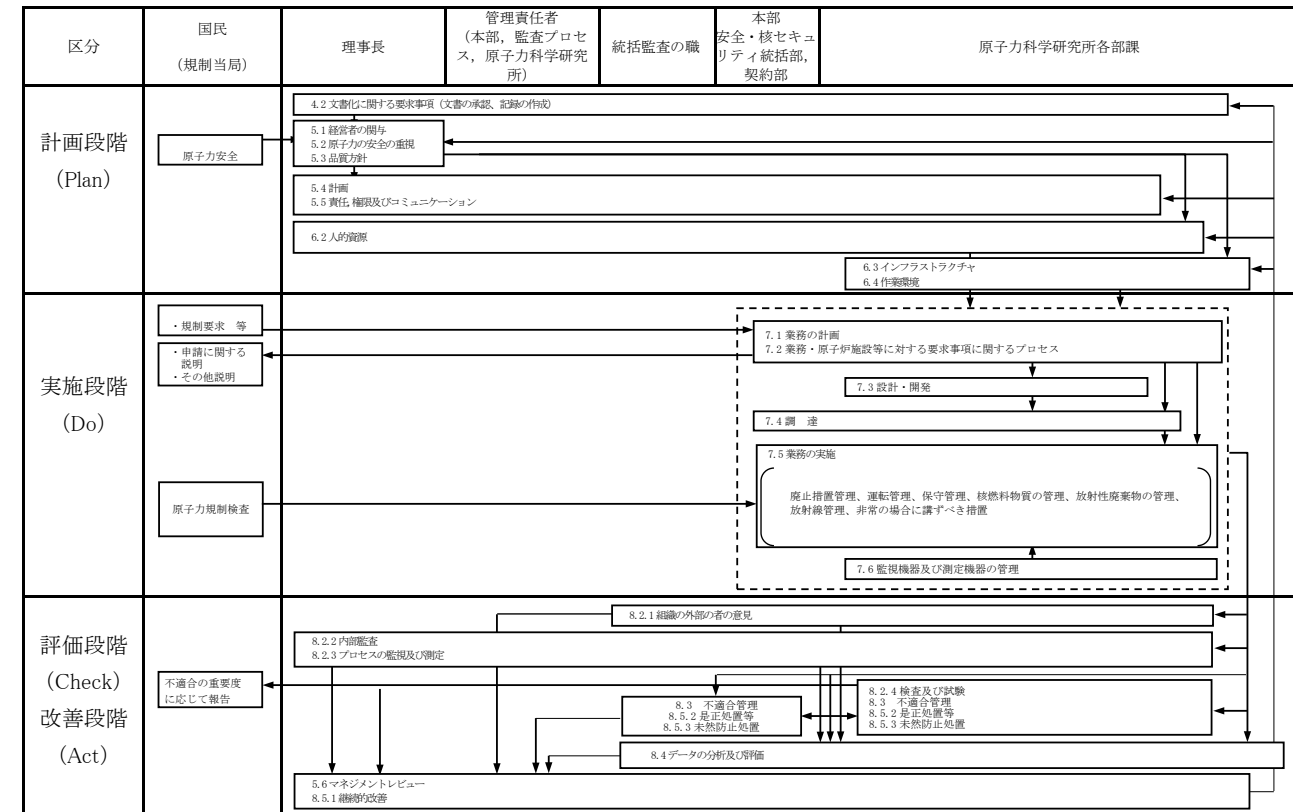 区分
国民
（規制当局）
理事長
管理責任者
（本部，監査プロセ
ス，原子力科学研究
所）
統括監査の職
本部
安全・核セキュ
リティ統括部，
契約部
原子力科学研究所各部課
計画段階
（Plan）
4.2 文書化に関する要求事項（文書の承認、記録の作成）
原子力安全
5.1 経営者の関与
5.2 原子力の安全の重視
5.3 品質方針
5.4 計画
5.5 責任,権限及びコミュニケーション
6.2 人的資源
6.3 インフラストラクチャ
6.4 作業環境
実施段階
（Do）
・規制要求　等
・申請に関する
説明
・その他説明
7.1 業務の計画
7.2 業務・原子炉施設等に対する要求事項に関するプロセス
7.3 設計・開発
7.4 調　達
7.5 業務の実施
原子力規制検査
廃止措置管理、運転管理、保守管理、核燃料物質の管理、放射性廃棄物の管理、
放射線管理、非常の場合に講ずべき措置
7.6 監視機器及び測定機器の管理
評価段階
（Check）
改善段階
（Act）
8.2.1 組織の外部の者の意見
8.2.2 内部監査
8.2.3 プロセスの監視及び測定
不適合の重要度
に応じて報告
8.3　不適合管理
8.5.2 是正処置等
8.5.3 未然防止処置
8.2.4 検査及び試験
8.3　不適合管理
8.5.2 是正処置等
8.5.3 未然防止処置
8.4 データの分析及び評価
5.6 マネジメントレビュー
8.5.1 継続的改善